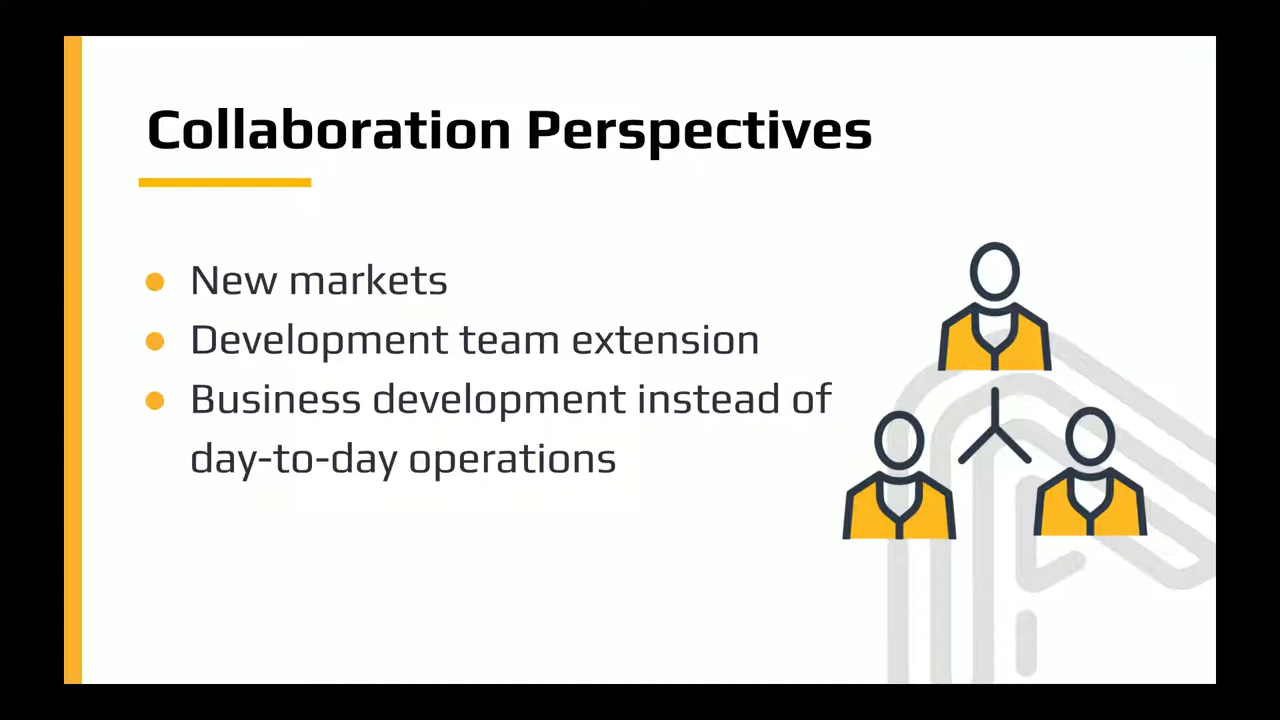 Collaboration Perspectives
New markets
Development team extension
Business development instead of
day-to-day operations